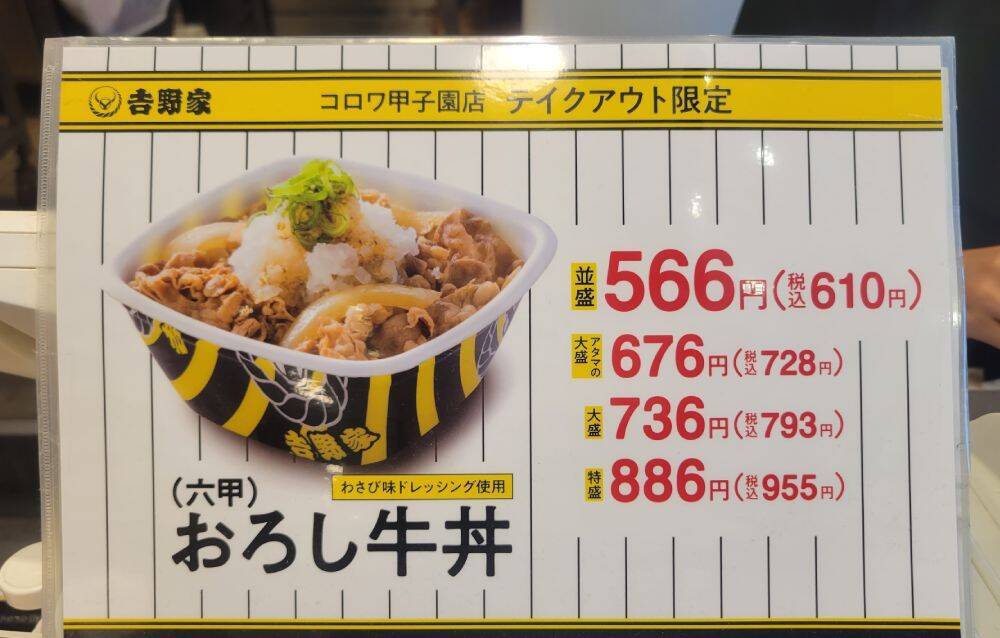 吉野家 コロワ甲子園店 テイクアウト限定
並盛 566円(税込610円)
アタマの大盛 676円(税込728円)
大盛 736円(税込793円)
特盛 886円(税込955円)
吉野家
わさび味ドレッシング使用
(六甲)
おろし牛丼